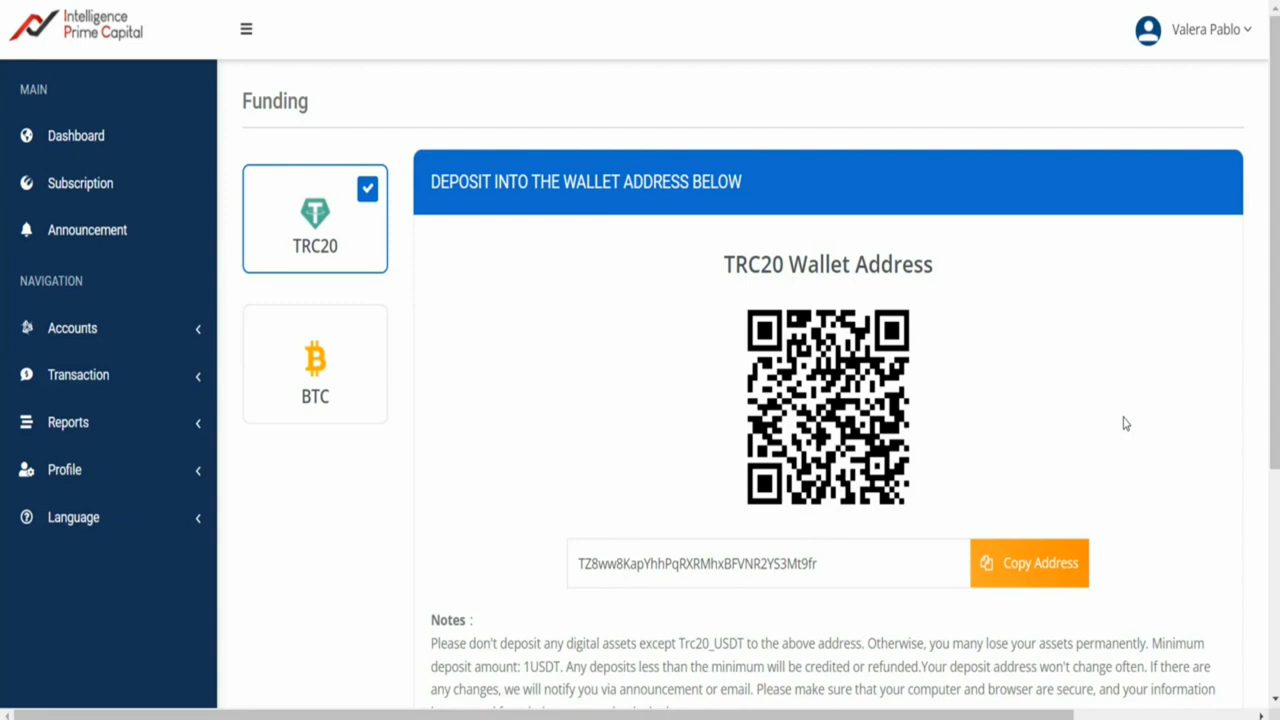 Intelligence
Prime Capital
Valera Pablo
MAIN
Dashboard
Subscription
Announcement
NAVIGATION
Accounts
Transaction
Reports
Profile
Language
Funding
TRC20
BTC
DEPOSIT INTO THE WALLET ADDRESS BELOW
TRC20 Wallet Address
TZ8ww8KapYhhPqRXRMhxBFVNR2YS3Mt9fr
Copy Address
Notes :
Please don't deposit any digital assets except Trc20_USDT to the above address. Otherwise, you many lose your assets permanently. Minimum
deposit amount: 1USDT. Any deposits less than the minimum will be credited or refunded.Your deposit address won't change often. If there are
any changes, we will notify you via announcement or email. Please make sure that your computer and browser are secure, and your information